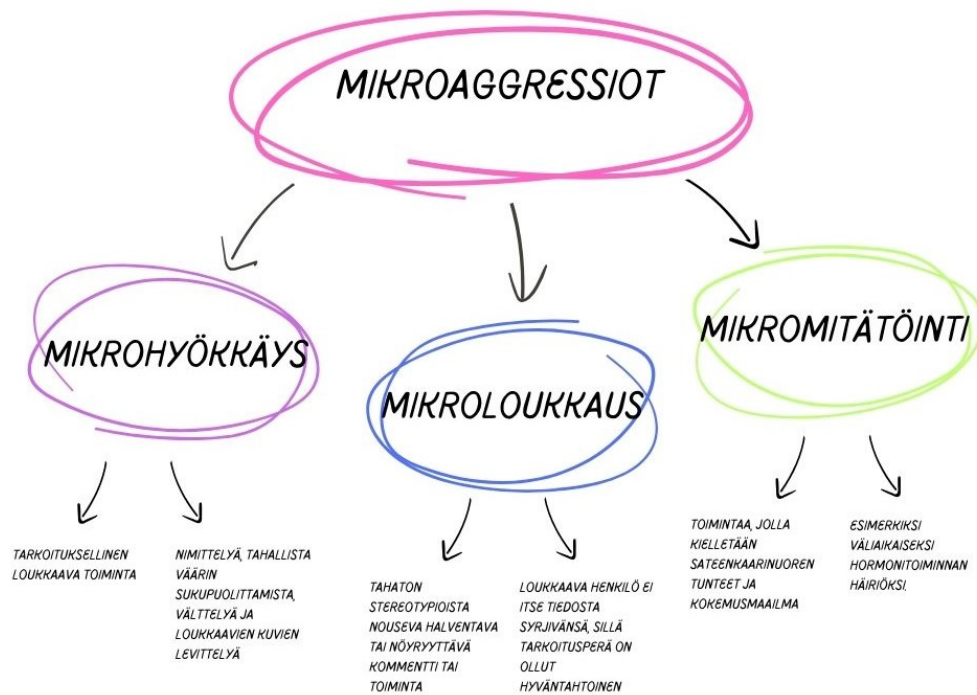 MIKROAGGRESSIOT
MIKROHYÖKKÄYS
MIKROLOUKKAUS
MIKROMITÄTÖINTI
TARKOITUKSELLINEN
LOUKKAAVA TOIMINTA
NIMITTELYÄ, TAHALLISTA
VÄÄRIN
SUKUPUOLITTAMISTA,
VÄLTTELYÄ JA
LOUKKAAVIEN KUVIEN
LEVITTELYÄ
TAHATON
STEREOTYPIOISTA
NOUSEVA HALVENTAVA
TAI NÖYRYYTTÄVÄ
KOMMENTTI TAI
TOIMINTA
LOUKKAAVA HENKILÖ EI
ITSE TIEDOSTA
SYRJIVÄNSÄ, SILLÄ
TARKOITUSPERÄ ON
OLLUT
HYVÄNTAHTOINEN
TOIMINTAA, JOLLA
KIELLETÄÄN
SATEENKAARINUOREN
TUNTEET JA
KOKEMUSMAAILMA
ESIMERKIKSI
VÄLIAIKAISEKSI
HORMONITOIMINNAN
HÄIRIÖKSI.